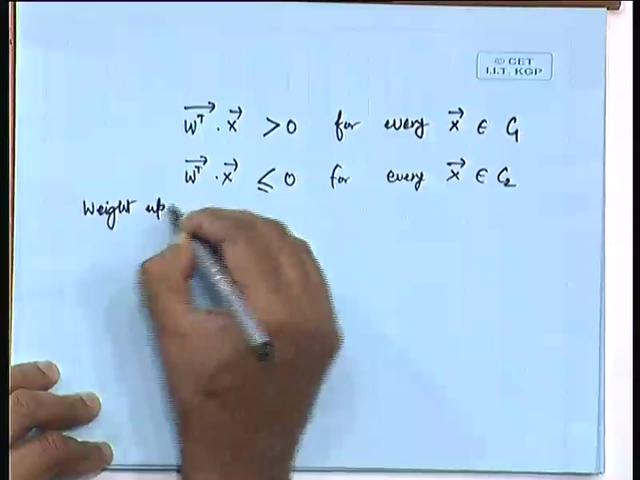 © CET
I.I.T. KGP
w^T · x > 0 for every x ∈ C₁
w^T · x ≤ 0 for every x ∈ C₂
Weight up